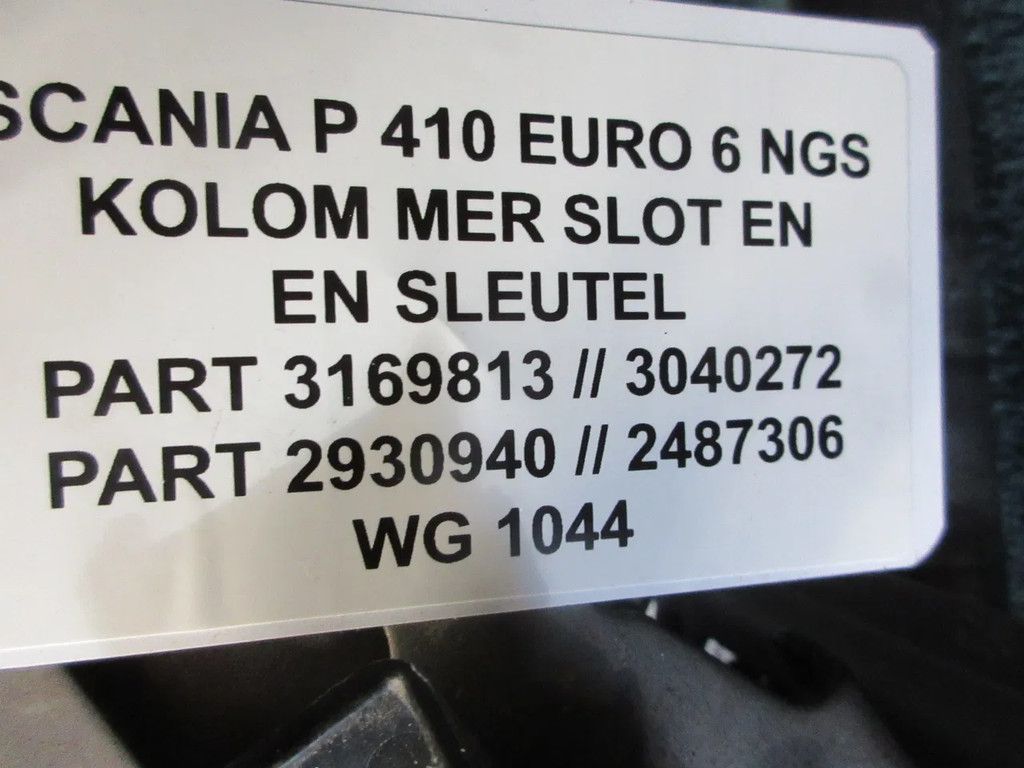 SCANIA P 410 EURO 6 NGS
KOLOM MER SLOT EN
EN SLEUTEL
PART 3169813 // 3040272
PART 2930940 // 2487306
WG 1044